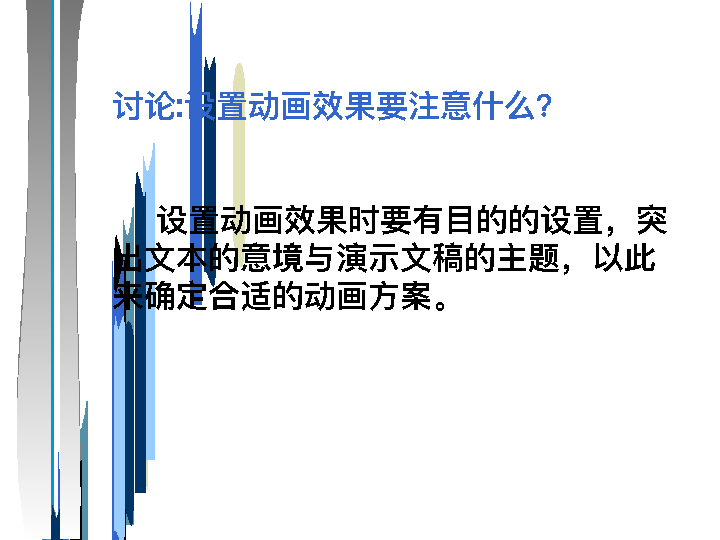 讨论:设置动画效果要注意什么?
设置动画效果时要有目的的设置，突
出文本的意境与演示文稿的主题，以此
来确定合适的动画方案。